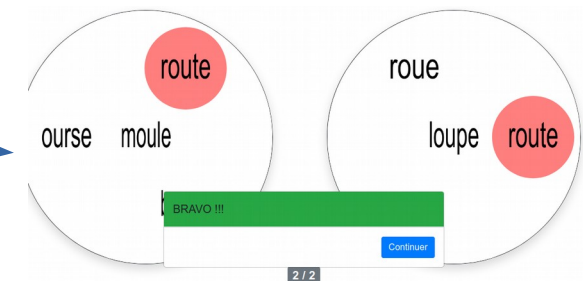 route
ourse moule
roue
loupe route
BRAVO !!!
Continuer
2 / 2